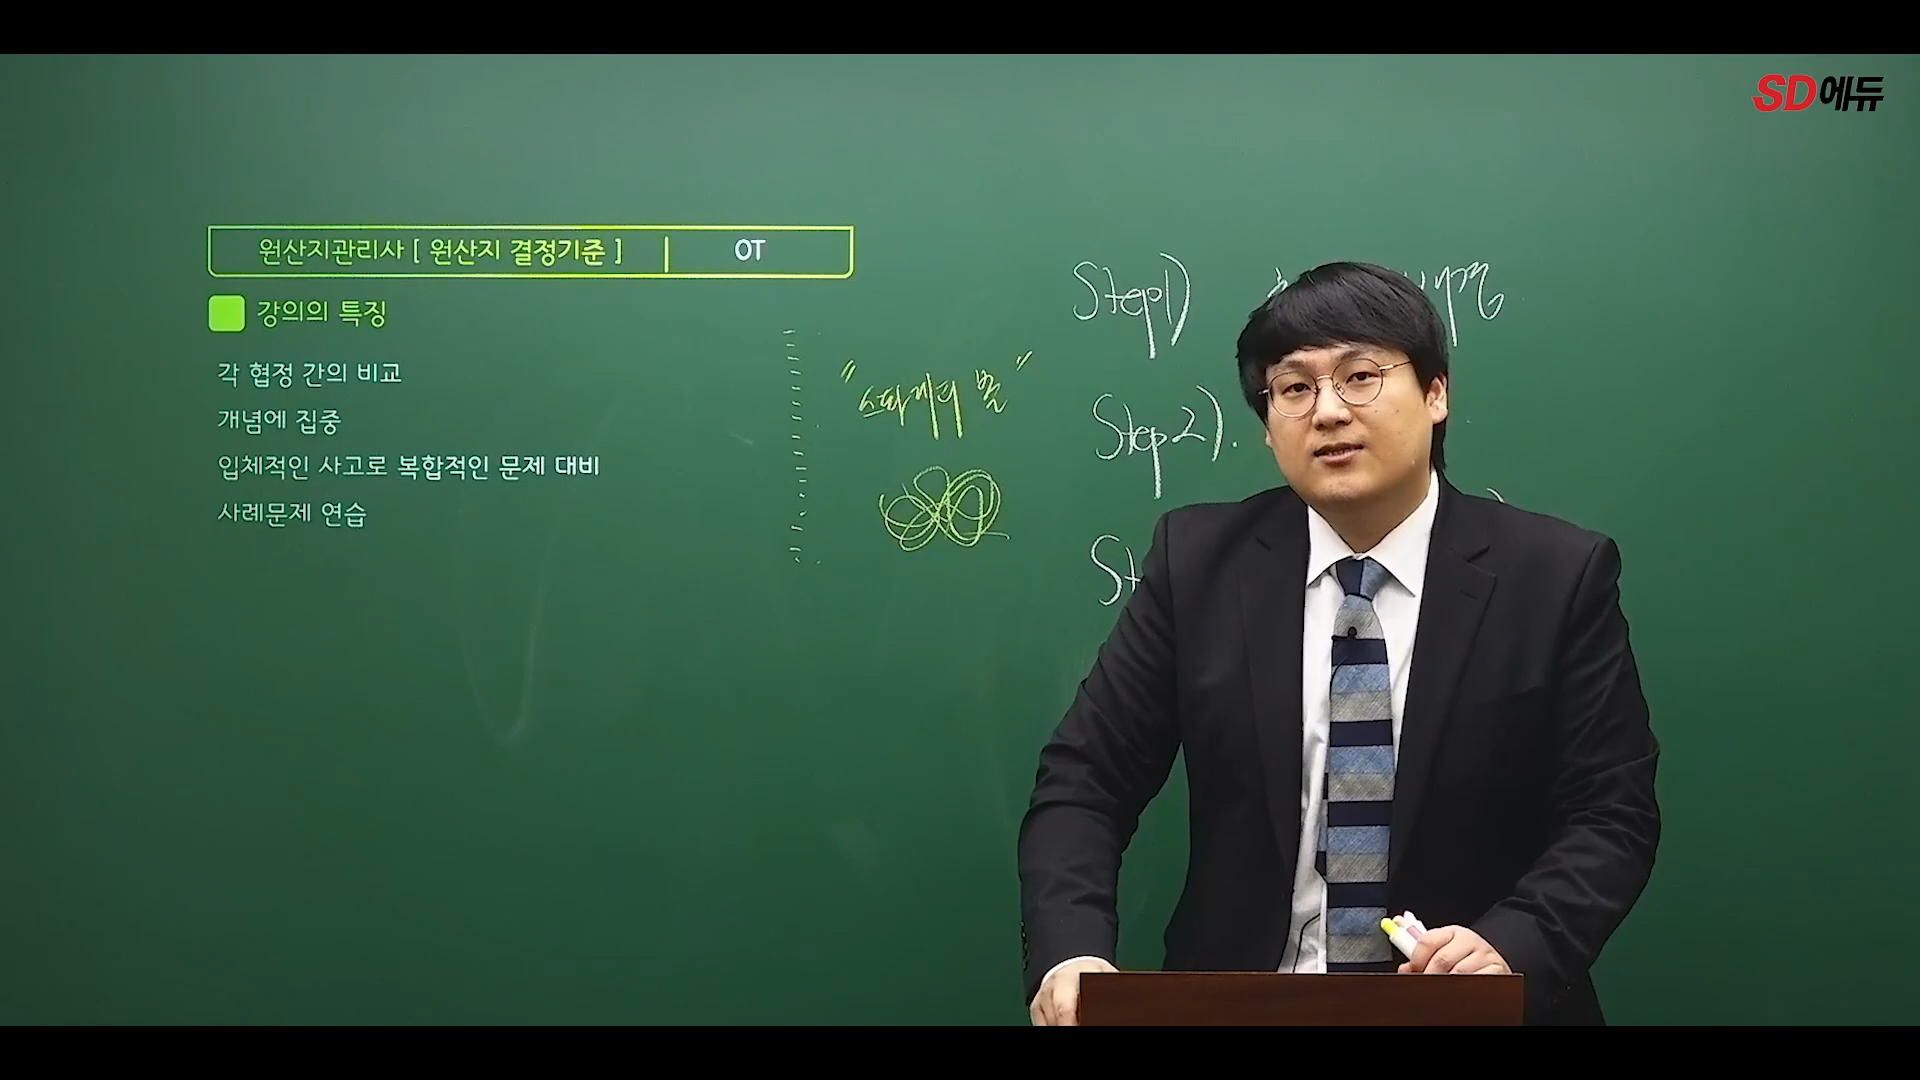 SD에듀
원산지관리사 [ 원산지 결정기준 ] OT
강의의 특징
각 협정 간의 비교
개념에 집중
입체적인 사고로 복합적인 문제 대비
사례문제 연습
"스파게티 볼"
Step1)
Step2).
St